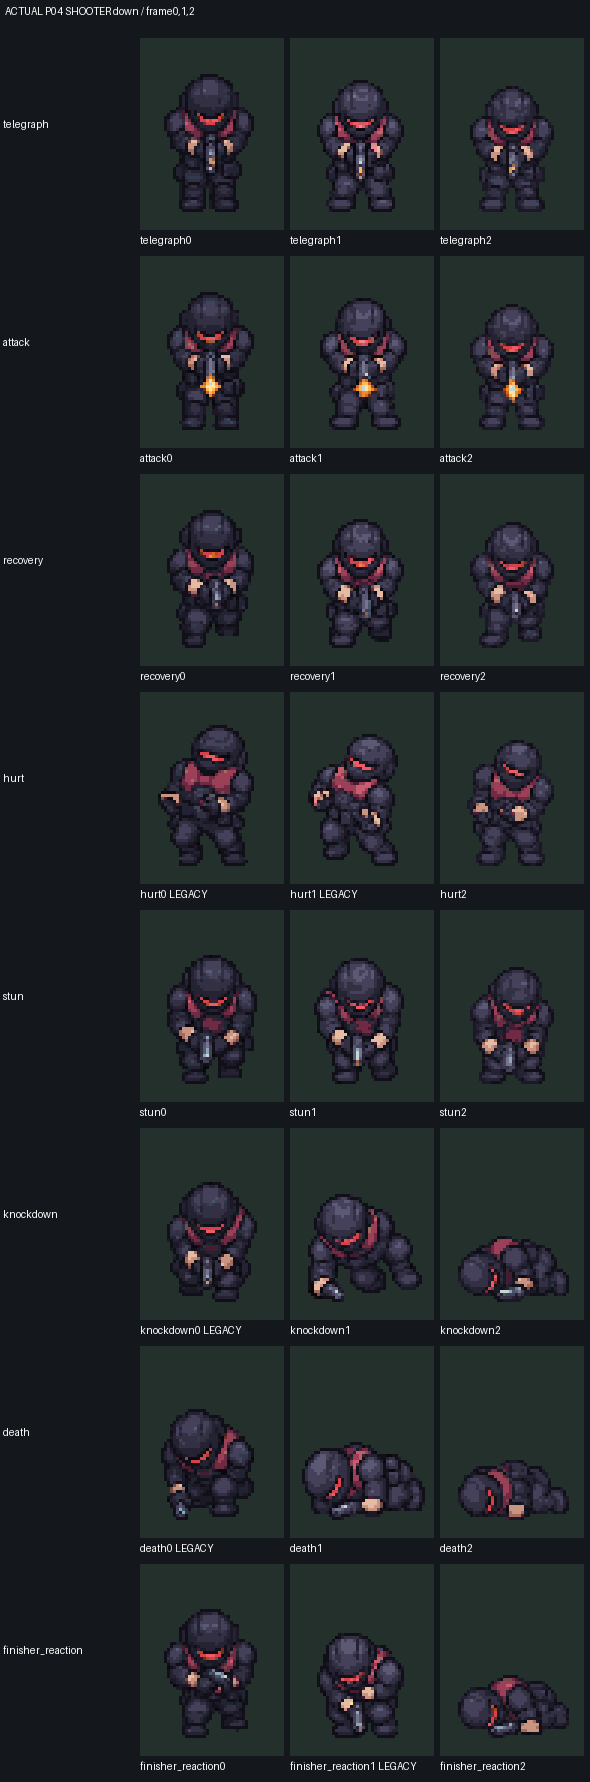 ACTUAL P04 SHOOTER down / frame0,1,2
telegraph
telegraph0 telegraph1 telegraph2
attack
attack0 attack1 attack2
recovery
recovery0 recovery1 recovery2
hurt
hurt0 LEGACY hurt1 LEGACY hurt2
stun
stun0 stun1 stun2
knockdown
knockdown0 LEGACY knockdown1 knockdown2
death
death0 LEGACY death1 death2
finisher_reaction
finisher_reaction0 finisher_reaction1 LEGACY finisher_reaction2